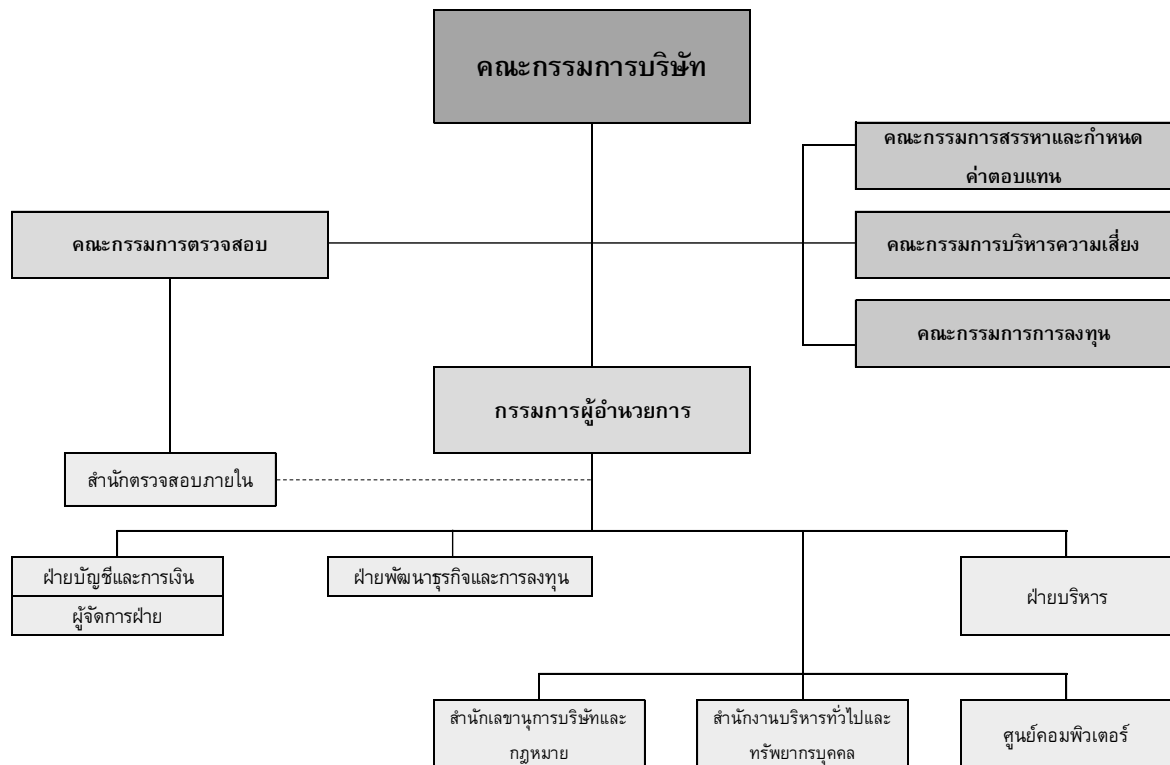 คณะกรรมการบริษัท
คณะกรรมการสรรหาและกำหนด
ค่าตอบแทน
คณะกรรมการตรวจสอบ
คณะกรรมการบริหารความเสี่ยง
คณะกรรมการการลงทุน
กรรมการผู้อำนวยการ
สำนักตรวจสอบภายใน
ฝ่ายบัญชีและการเงิน
ผู้จัดการฝ่าย
ฝ่ายพัฒนาธุรกิจและการลงทุน
ฝ่ายบริหาร
สำนักเลขานุการบริษัทและ
กฎหมาย
สำนักงานบริหารทั่วไปและ
ทรัพยากรบุคคล
ศูนย์คอมพิวเตอร์